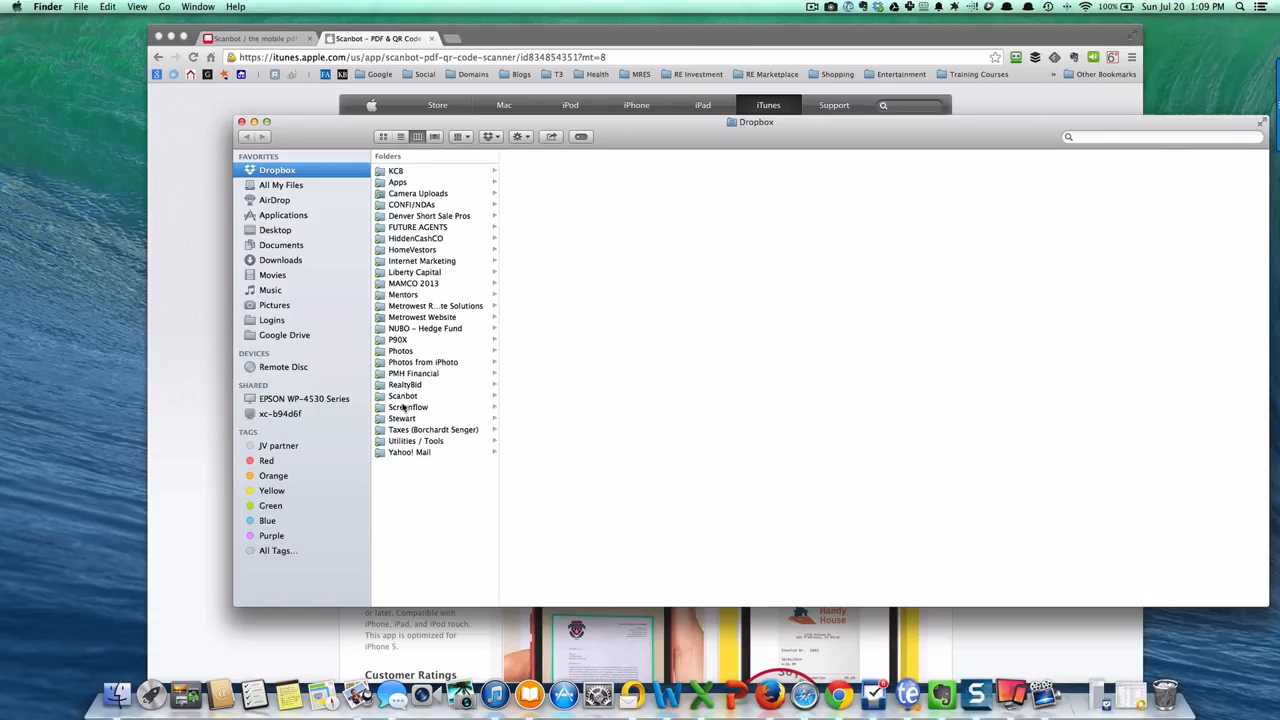 Finder File Edit View Go Window Help
100% Sun Jul 20 1:09 PM
Scanbot / the mobile pdf Scanbot – PDF & QR Code
https://itunes.apple.com/us/app/scanbot-pdf-qr-code-scanner/id834854351?mt=8
FA KB Google Social Domains Blogs T3 Health MRES RE Investment RE Marketplace Shopping Entertainment Training Courses » Other Bookmarks
Store Mac iPod iPhone iPad iTunes Support
Dropbox
FAVORITES
Dropbox
All My Files
AirDrop
Applications
Desktop
Documents
Downloads
Movies
Music
Pictures
Logins
Google Drive
DEVICES
Remote Disc
SHARED
EPSON WP-4530 Series
xc-b94d6f
TAGS
JV partner
Red
Orange
Yellow
Green
Blue
Purple
All Tags...
Folders
KCB
Apps
Camera Uploads
CONFI/NDAs
Denver Short Sale Pros
FUTURE AGENTS
HiddenCashCO
HomeVestors
Internet Marketing
Liberty Capital
MAMCO 2013
Mentors
Metrowest R...te Solutions
Metrowest Website
NUBO – Hedge Fund
P90X
Photos
Photos from iPhoto
PMH Financial
RealtyBid
Scanbot
Screenflow
Stewart
Taxes (Borchardt Senger)
Utilities / Tools
Yahoo! Mail
or later. Compatible with
iPhone, iPad, and iPod touch.
This app is optimized for
iPhone 5.
Customer Ratings
Handy
House